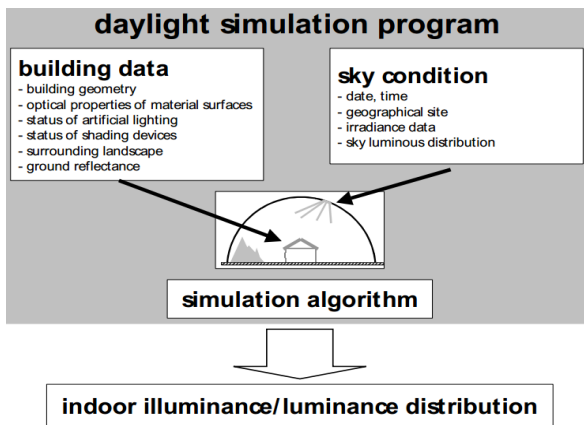 daylight simulation program
building data
- building geometry
- optical properties of material surfaces
- status of artificial lighting
- status of shading devices
- surrounding landscape
- ground reflectance
sky condition
- date, time
- geographical site
- irradiance data
- sky luminous distribution
simulation algorithm
indoor illuminance/luminance distribution